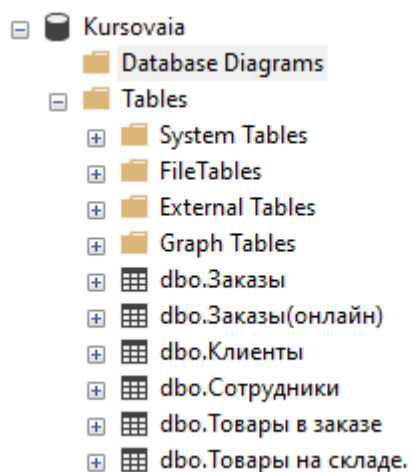 Kursovaia
Database Diagrams
Tables
System Tables
FileTables
External Tables
Graph Tables
dbo.Заказы
dbo.Заказы(онлайн)
dbo.Клиенты
dbo.Сотрудники
dbo.Товары в заказе
dbo.Товары на складе.